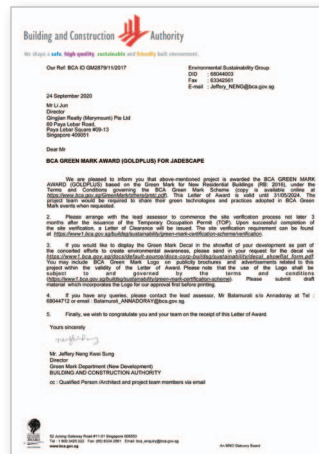 Building and Construction Authority
We shape a safe, high quality, sustainable and friendly built environment.
Our Ref: BCA ID GM2879/11/2017
Environmental Sustainability Group
DID : 68044003
Fax : 63342561
E-mail : Jeffery_NENG@bca.gov.sg
24 September 2020
Mr Li Jun
Director
Qingjian Realty (Marymount) Pte Ltd
60 Paya Lebar Road,
Paya Lebar Square #09-13
Singapore 409051
Dear Mr
BCA GREEN MARK AWARD (GOLDPLUS) FOR JADESCAPE
We are pleased to inform you that above-mentioned project is awarded the BCA GREEN MARK
AWARD (GOLDPLUS) based on the Green Mark for New Residential Buildings (RB: 2016), under the
Terms and Conditions governing the BCA Green Mark Scheme (copy is available online at
This Letter of Award is valid until 31/05/2024. The
project team would be required to share their green technologies and practices adopted in BCA Green
Mark events when requested.
2. Please arrange with the lead assessor to commence the site verification process not later 3
months after the issuance of the Temporary Occupation Permit (TOP). Upon successful completion of
the site verification, a Letter of Clearance will be issued. The site verification requirement can be found
at https://www1.bca.gov.sg/buildsg/sustainability/green-mark-certification-scheme/verification.
3. If you would like to display the Green Mark Decal in the showflat of your development as part of
the concerted efforts to create environmental awareness, please send in your request for the decal via
https://www1.bca.gov.sg/docs/default-source/docs-corp-buildsg/sustainability/decal_showflat_form.pdf.
You may include BCA Green Mark Logo on publicity brochures and advertisements related to this
project within the validity of the Letter of Award. Please note that the use of the Logo shall be
subject to and governed by the terms and conditions
(https://www1.bca.gov.sg/buildsg/sustainability/green-mark-certification-scheme). Please submit draft
material which incorporates the Logo for our approval first before printing.
4. If you have any queries, please contact the lead assessor, Mr Balamurali s/o Annadoray at Tel :
68044712 or email : Balamurali_ANNADORAY@bca.gov.sg.
5. Finally, we wish to congratulate you and your team on the receipt of this Letter of Award.
Yours sincerely
Mr. Jeffery Neng Kwei Sung
Director
Green Mark Department (New Development)
BUILDING AND CONSTRUCTION AUTHORITY
cc : Qualified Person /Architect and project team members via email
52 Jurong Gateway Road #11-01 Singapore 608550
www.bca.gov.sg
An MND Statutory Board